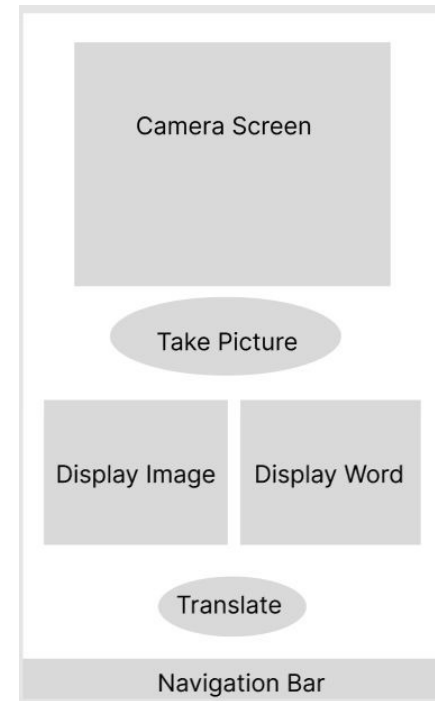 Camera Screen
Take Picture
Display Image
Display Word
Translate
Navigation Bar